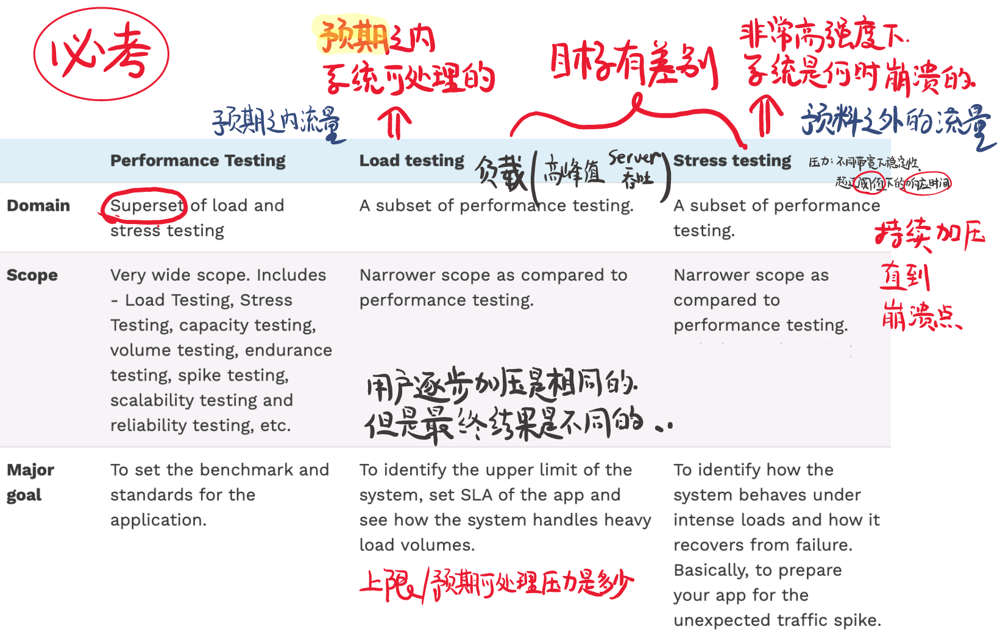 必考
预期之内
系统可处理的
目标有差别
非常高强度下.
系统是何时崩溃的.
预期之内流量
预料之外的流量
Performance Testing
Load testing
负载(高峰值 server吞吐)
Stress testing
压力:不同带宽下稳定性.
超过阈值下的响应时间
Domain
Superset of load and
stress testing
A subset of performance testing.
A subset of performance
testing.
持续加压
直到
崩溃点
Scope
Very wide scope. Includes
- Load Testing, Stress
Testing, capacity testing,
volume testing, endurance
testing, spike testing,
scalability testing and
reliability testing, etc.
Narrower scope as compared to
performance testing.
Narrower scope as
compared to
performance testing.
用户逐步加压是相同的.
但是最终结果是不同的..
Major
goal
To set the benchmark and
standards for the
application.
To identify the upper limit of the
system, set SLA of the app and
see how the system handles heavy
load volumes.
上限/预期可处理压力是多少
To identify how the
system behaves under
intense loads and how it
recovers from failure.
Basically, to prepare
your app for the
unexpected traffic spike.